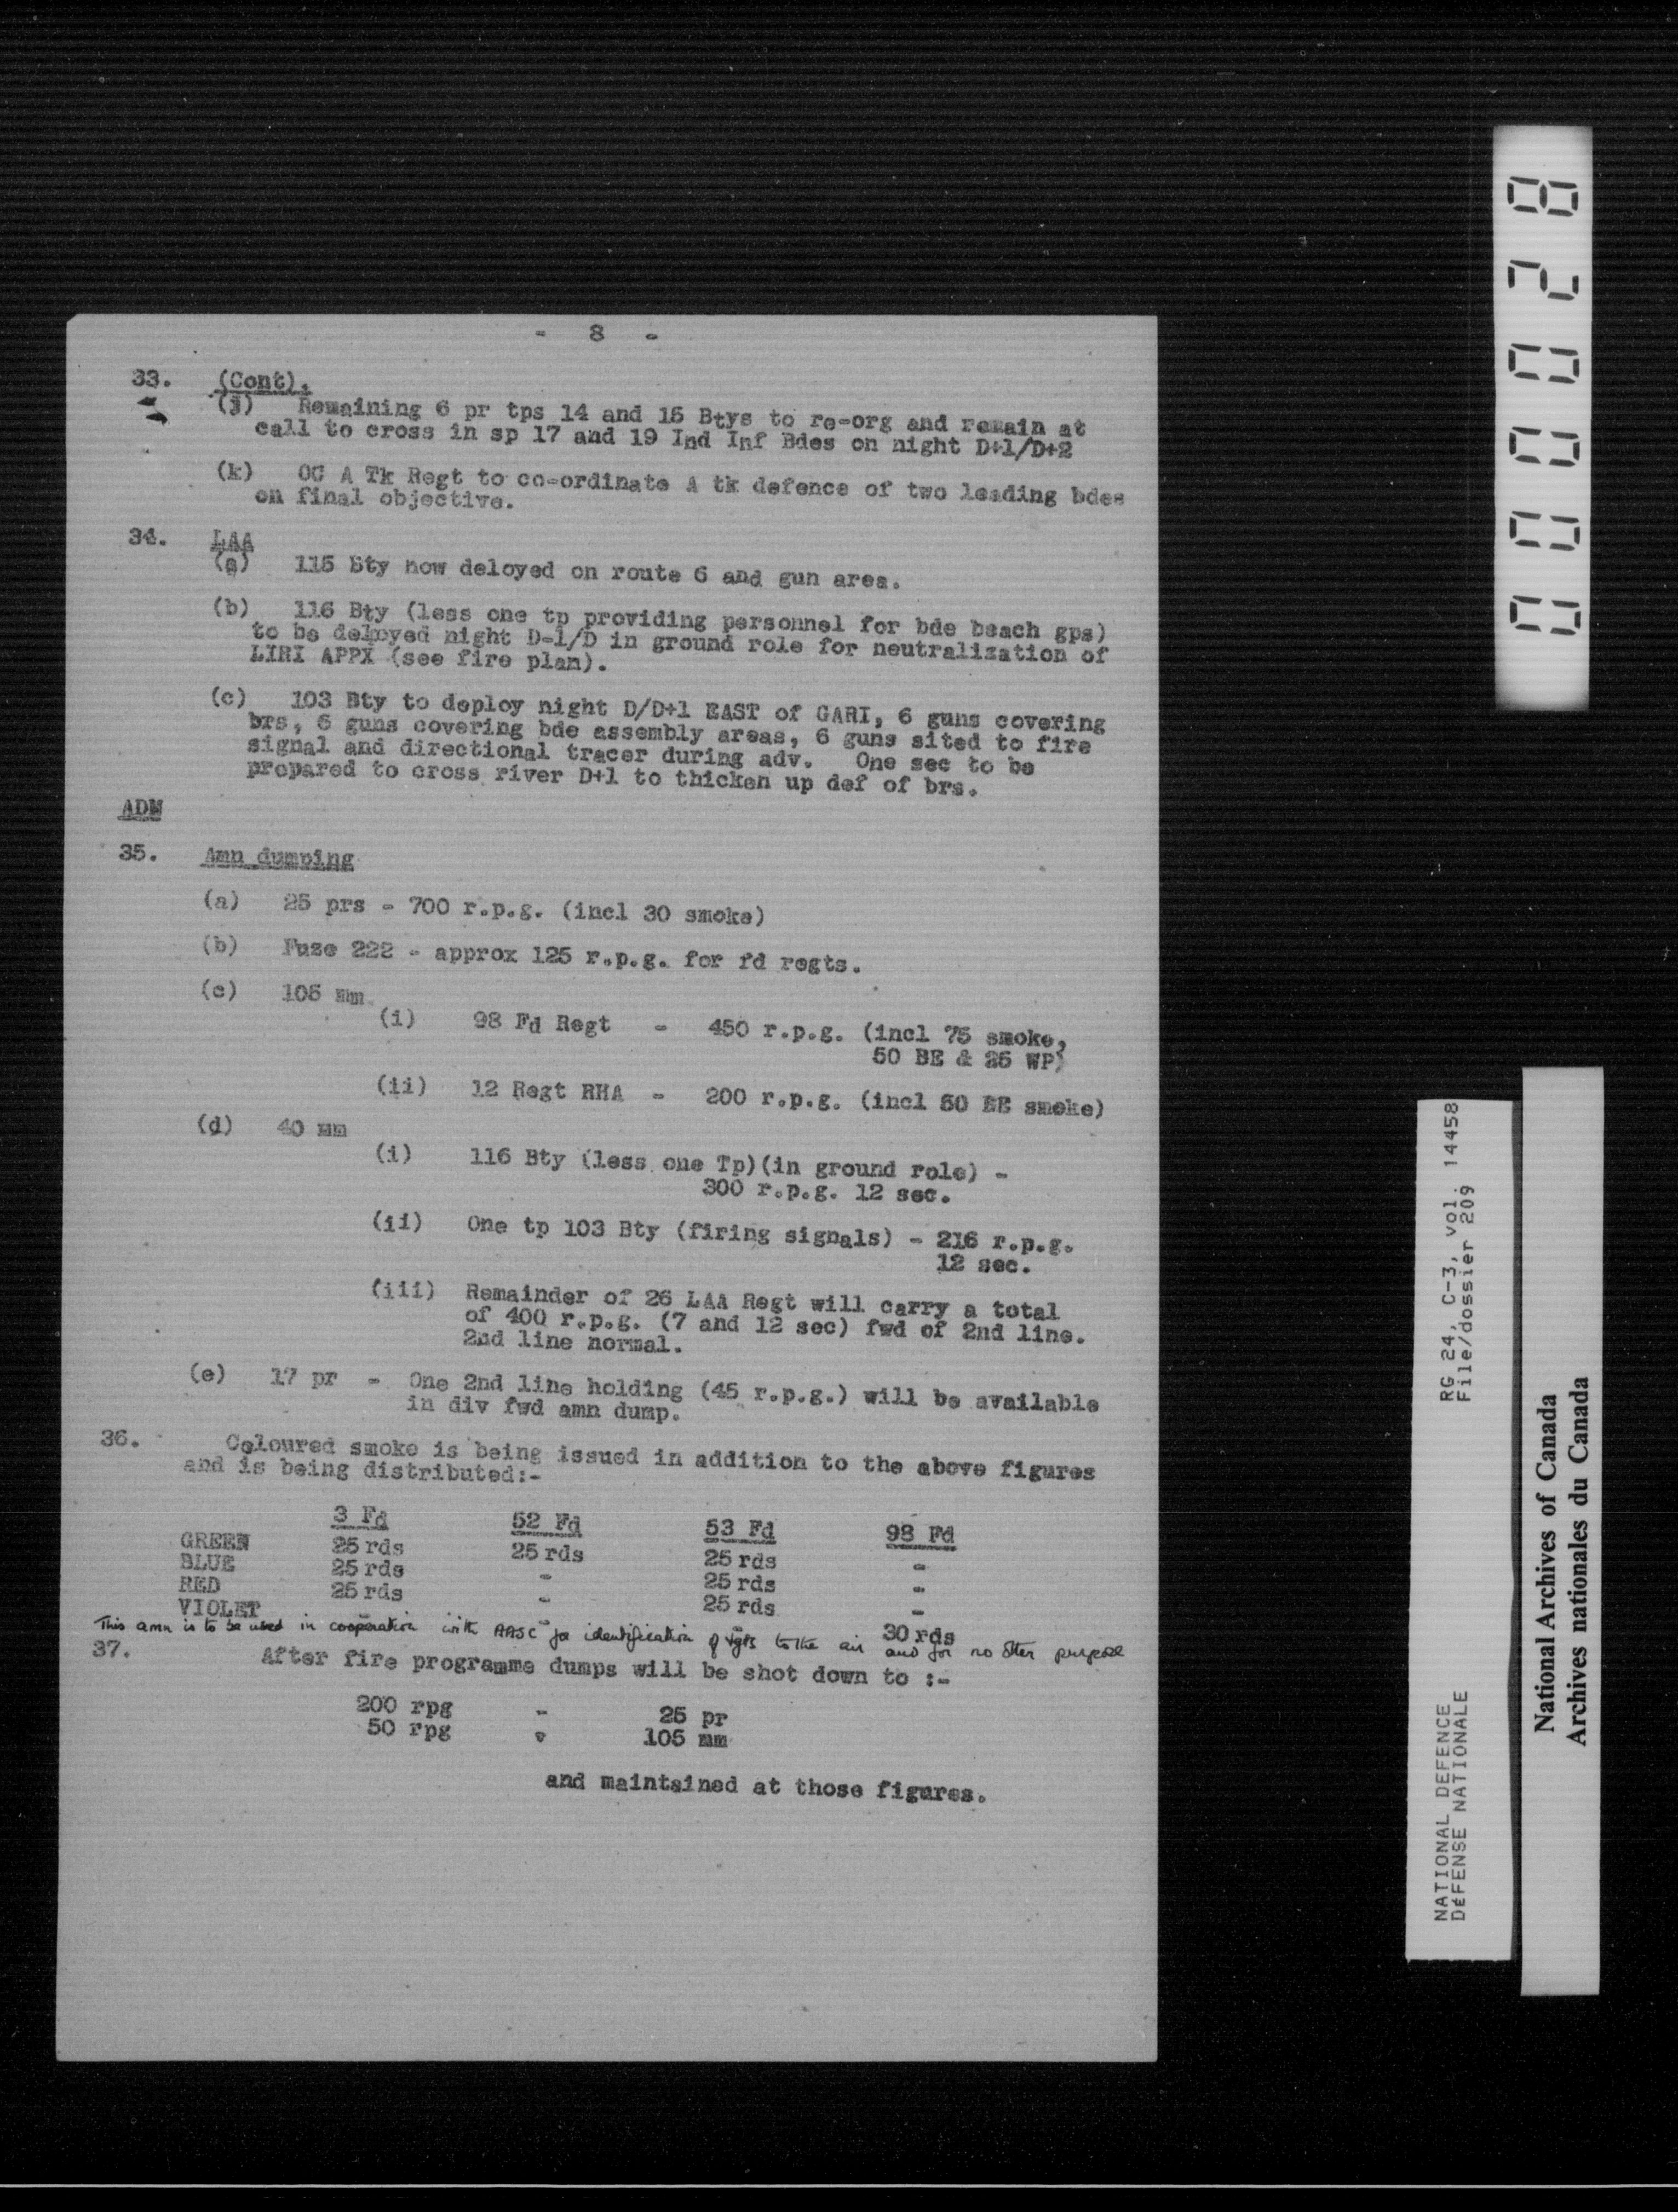 - 8 -
33. (Cont).
(j) Remaining 6 pr tps 14 and 15 Btys to re-org and remain at
call to cross in sp 17 and 19 Ind Inf Bdes on night D+1/D+2
(k) OC A Tk Regt to co-ordinate A tk defence of two leading bdes
on final objective.
34. LAA
(a) 115 Bty now deloyed on route 6 and gun area.
(b) 116 Bty (less one tp providing personnel for bde beach gps)
to be deloyed night D-1/D in ground role for neutralization of
LIRI APPX (see fire plan).
(c) 103 Bty to deploy night D/D+1 EAST of GARI, 6 guns covering
brs, 6 guns covering bde assembly areas, 6 guns sited to fire
signal and directional tracer during adv. One sec to be
prepared to cross river D+1 to thicken up def of brs.
ADM
35. Amn dumping
(a) 25 prs - 700 r.p.g. (incl 30 smoke)
(b) Fuze 222 - approx 125 r.p.g. for fd regts.
(c) 105 mm
(i) 98 Fd Regt - 450 r.p.g. (incl 75 smoke,
50 BE & 25 WP)
(ii) 12 Regt RHA - 200 r.p.g. (incl 50 BE smoke)
(d) 40 mm
(i) 116 Bty (less one Tp)(in ground role) -
300 r.p.g. 12 sec.
(ii) One tp 103 Bty (firing signals) - 216 r.p.g.
12 sec.
(iii) Remainder of 26 LAA Regt will carry a total
of 400 r.p.g. (7 and 12 sec) fwd of 2nd line.
2nd line normal.
(e) 17 pr - One 2nd line holding (45 r.p.g.) will be available
in div fwd amn dump.
36. Coloured smoke is being issued in addition to the above figures
and is being distributed:-
3 Fd 52 Fd 53 Fd 98 Fd
GREEN 25 rds 25 rds 25 rds -
BLUE 25 rds - 25 rds -
RED 25 rds - 25 rds -
VIOLET - - - 30 rds
This amn is to be used in cooperation with AASC for identification of tgts to the air and for no other purpose
37. After fire programme dumps will be shot down to :-
200 rpg - 25 pr
50 rpg - 105 mm
and maintained at those figures.
000028
RG 24, C-3, vol. 14458
File/dossier 209
NATIONAL DEFENCE
DÉFENSE NATIONALE
National Archives of Canada
Archives nationales du Canada